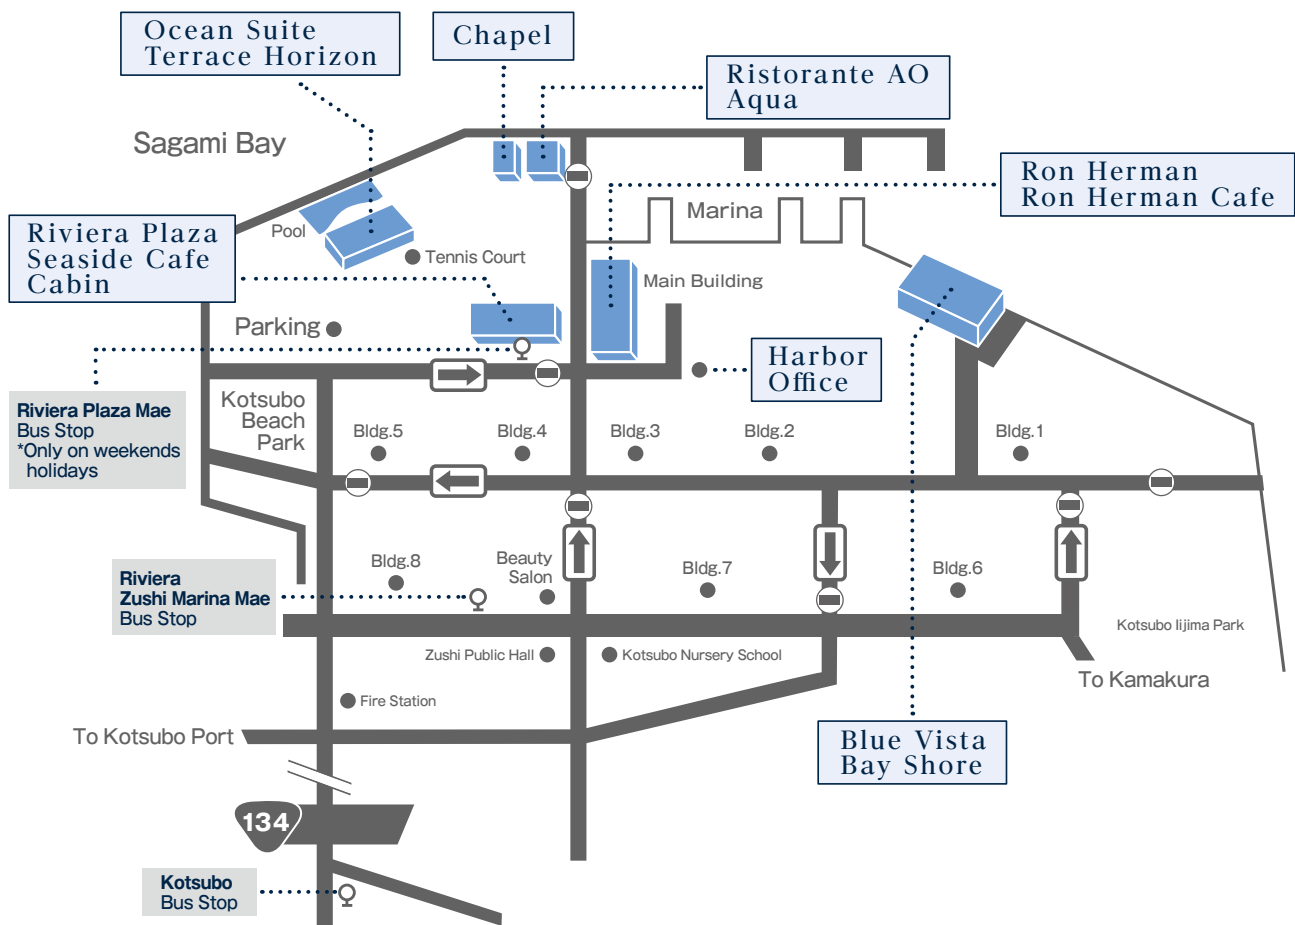 Ocean Suite
Terrace Horizon
Chapel
Ristorante AO
Aqua
Sagami Bay
Ron Herman
Ron Herman Cafe
Marina
Pool
Riviera Plaza
Seaside Cafe
Cabin
Tennis Court
Main Building
Parking
Harbor
Office
Riviera Plaza Mae
Bus Stop
*Only on weekends
holidays
Kotsubo
Beach
Park
Bldg.5
Bldg.4
Bldg.3
Bldg.2
Bldg.1
Bldg.8
Beauty
Salon
Bldg.7
Bldg.6
Riviera
Zushi Marina Mae
Bus Stop
Kotsubo Iijima Park
Zushi Public Hall
Kotsubo Nursery School
To Kamakura
Fire Station
To Kotsubo Port
Blue Vista
Bay Shore
134
Kotsubo
Bus Stop